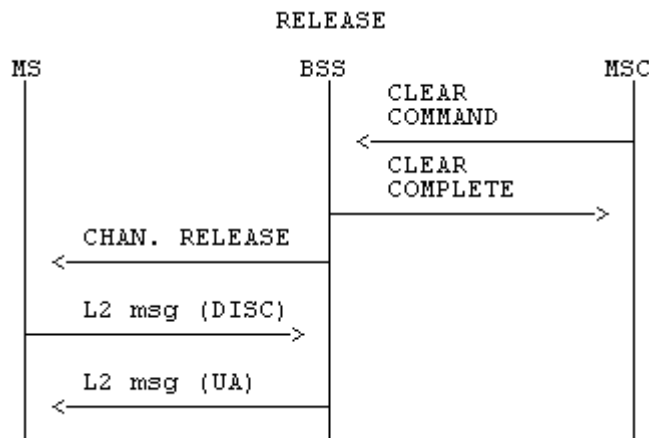 RELEASE
MS BSS MSC
CLEAR
COMMAND
CLEAR
COMPLETE
CHAN. RELEASE
L2 msg (DISC)
L2 msg (UA)